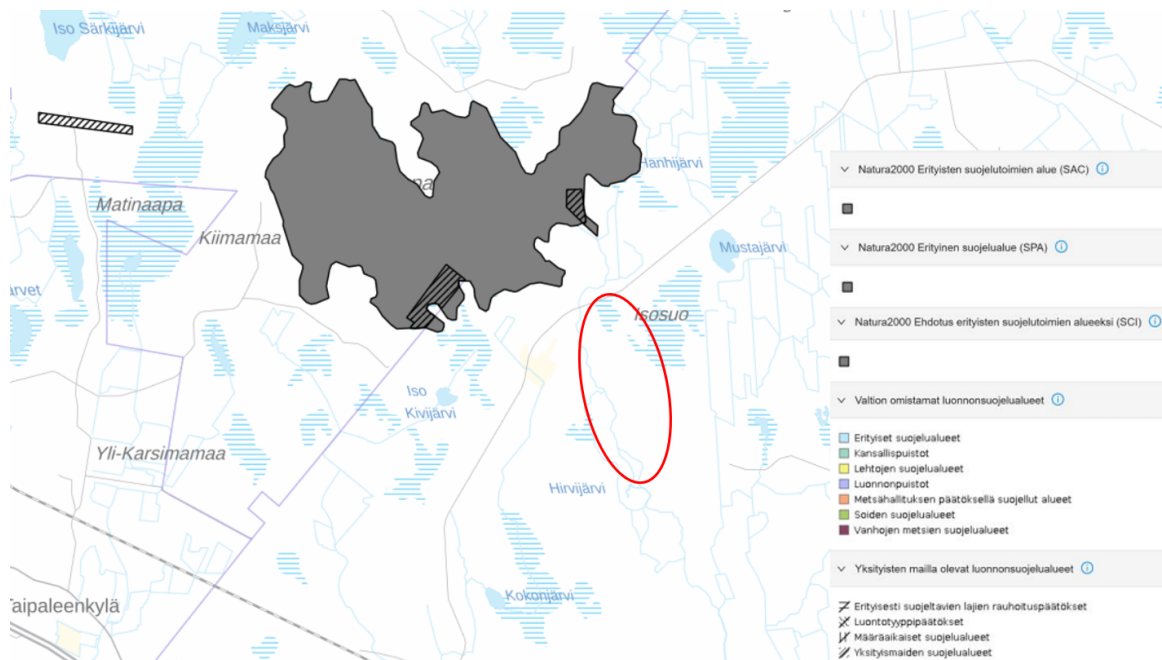 Iso Särkijärvi
Maksjärvi
Hanhijärvi
Matinaapa
Kiimamaa
Mustajärvi
Isosuo
Iso
Kivijärvi
Yli-Karsimamaa
Hirvijärvi
Kokonjärvi
Natura2000 Erityisten suojelutoimien alue (SAC)
Natura2000 Erityinen suojelualue (SPA)
Natura2000 Ehdotus erityisten suojelutoimien alueeksi (SCI)
Valtion omistamat luonnonsuojelualueet
Erityiset suojelualueet
Kansallispuistot
Lehtojen suojelualueet
Luonnonpuistot
Metsähallituksen päätöksellä suojellut alueet
Soiden suojelualueet
Vanhojen metsien suojelualueet
Yksityisten mailla olevat luonnonsuojelualueet
Erityisesti suojeltavien lajien rauhoituspäätökset
Luontotyyppipäätökset
Määräaikaiset suojelualueet
Yksityismaiden suojelualueet